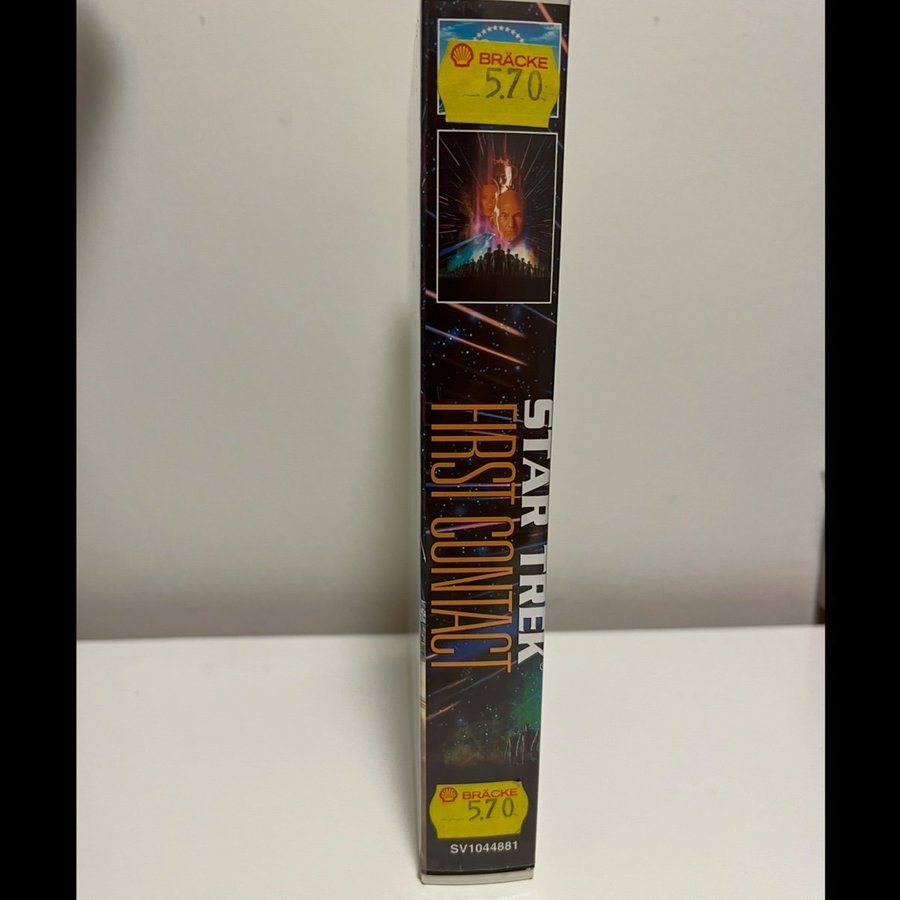 BRÄCKE
5.70
STAR TREK
FIRST CONTACT
BRÄCKE
5.70
SV1044881